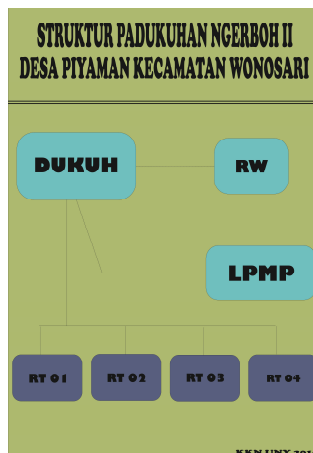 STRUKTUR PADUKUHAN NGERBOH II
DESA PIYAMAN KECAMATAN WONOSARI
DUKUH
RW
LPMP
RT 01
RT 02
RT 03
RT 04